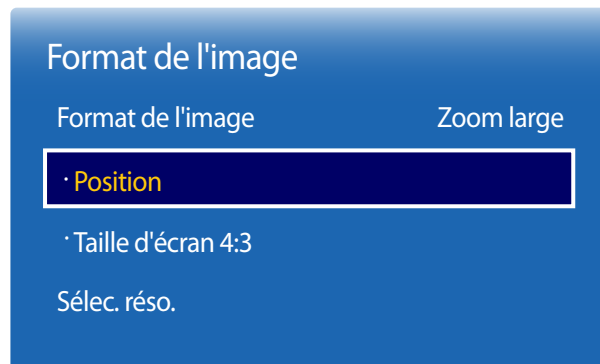 Format de l'image
Format de l'image Zoom large
· Position
· Taille d'écran 4:3
Sélec. réso.